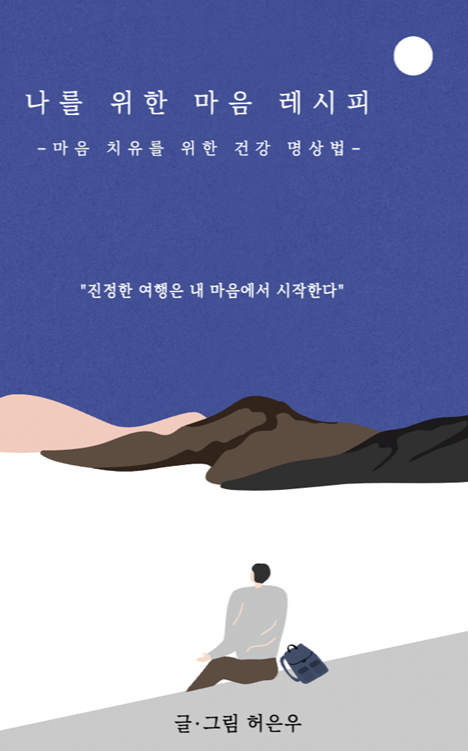 나를 위한 마음 레시피
-마음 치유를 위한 건강 명상법-
"진정한 여행은 내 마음에서 시작한다"
글·그림 허은우